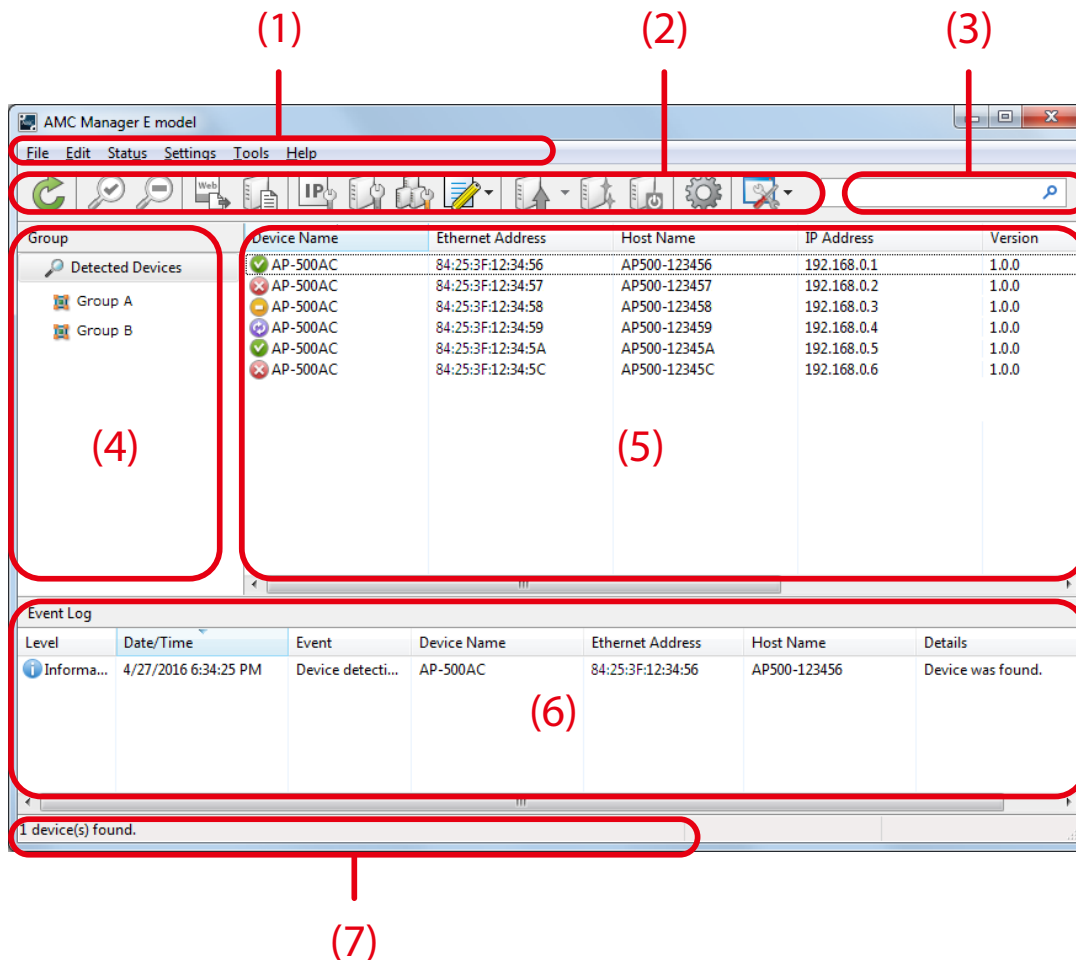 (1) (2) (3)
AMC Manager E model
File Edit Status Settings Tools Help
Web IP
Group
Detected Devices
Group A
Group B
(4)
Device Name Ethernet Address Host Name IP Address Version
AP-500AC 84:25:3F:12:34:56 AP500-123456 192.168.0.1 1.0.0
AP-500AC 84:25:3F:12:34:57 AP500-123457 192.168.0.2 1.0.0
AP-500AC 84:25:3F:12:34:58 AP500-123458 192.168.0.3 1.0.0
AP-500AC 84:25:3F:12:34:59 AP500-123459 192.168.0.4 1.0.0
AP-500AC 84:25:3F:12:34:5A AP500-12345A 192.168.0.5 1.0.0
AP-500AC 84:25:3F:12:34:5C AP500-12345C 192.168.0.6 1.0.0
(5)
Event Log
Level Date/Time Event Device Name Ethernet Address Host Name Details
Informa... 4/27/2016 6:34:25 PM Device detecti... AP-500AC 84:25:3F:12:34:56 AP500-123456 Device was found.
(6)
1 device(s) found.
(7)